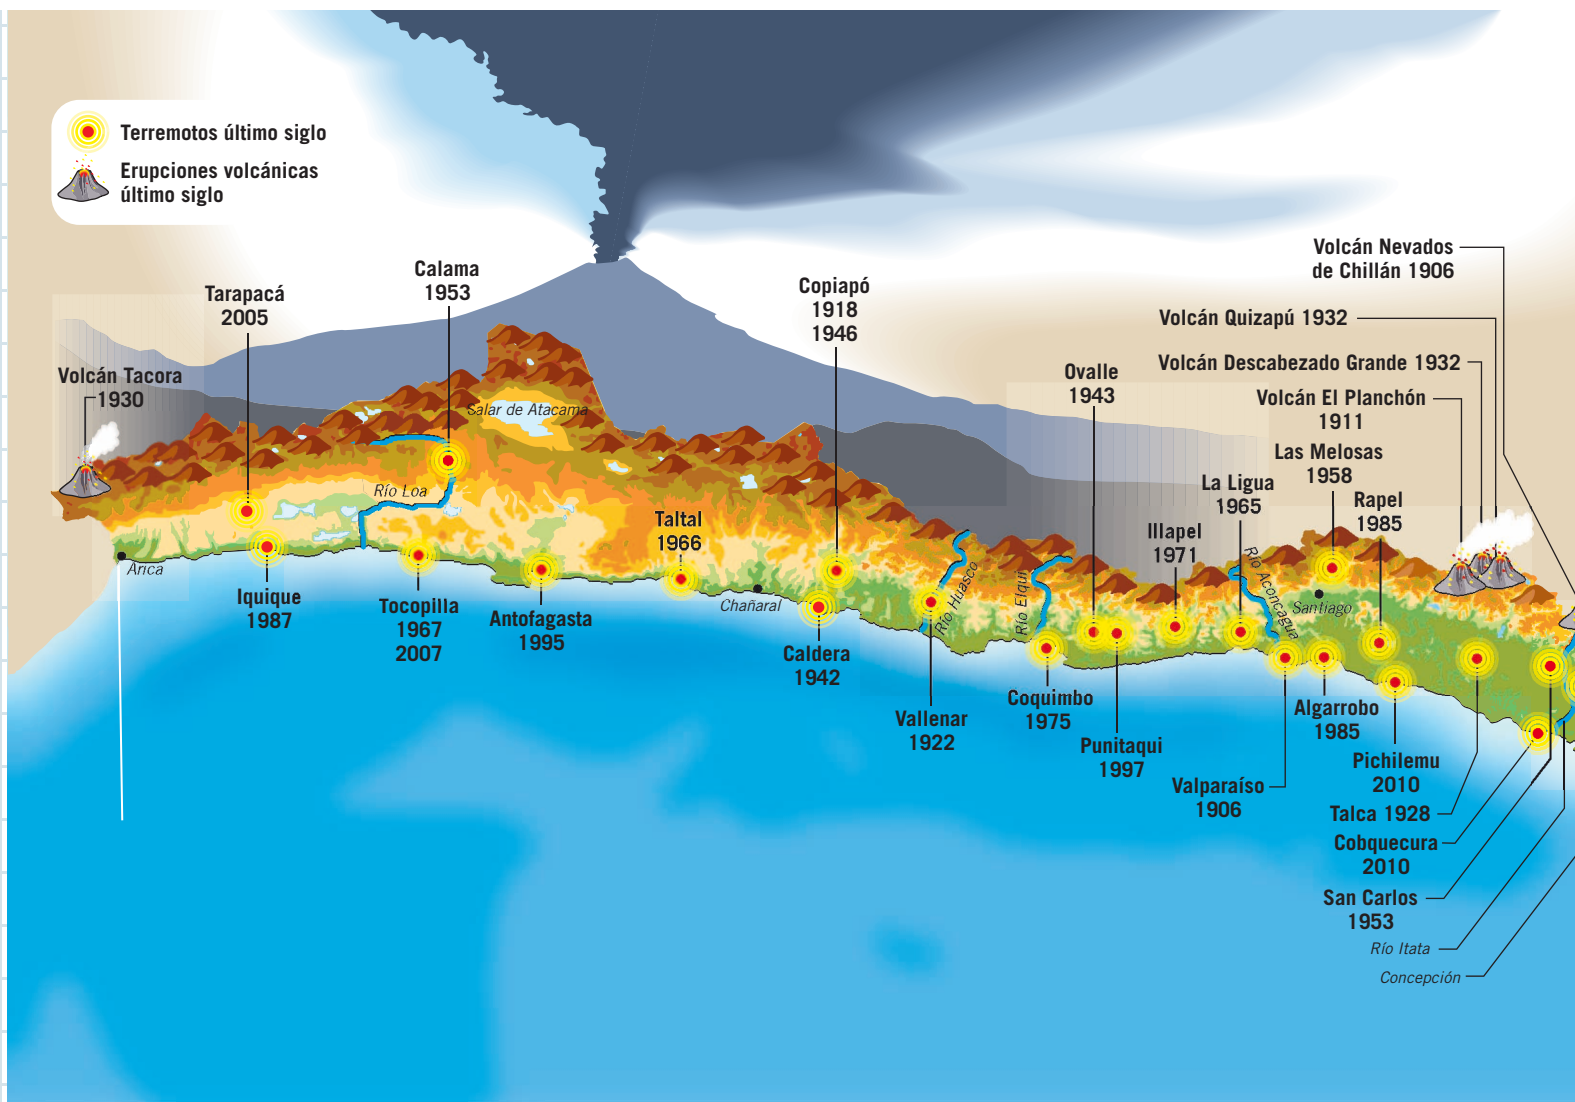 Terremotos último siglo
Erupciones volcánicas
último siglo
Volcán Tacora
1930
Tarapacá
2005
Calama
1953
Copiapó
1918
1946
Ovalle
1943
Volcán Nevados
de Chillán 1906
Volcán Quizapú 1932
Volcán Descabezado Grande 1932
Volcán El Planchón
1911
Las Melosas
1958
La Ligua
1965
Rapel
1985
Illapel
1971
Taltal
1966
Salar de Atacama
Río Loa
Arica
Iquique
1987
Tocopilla
1967
2007
Antofagasta
1995
Chañaral
Caldera
1942
Río Huasco
Vallenar
1922
Río Elqui
Coquimbo
1975
Punitaqui
1997
Río Aconcagua
Santiago
Valparaíso
1906
Algarrobo
1985
Pichilemu
2010
Talca 1928
Cobquecura
2010
San Carlos
1953
Río Itata
Concepción